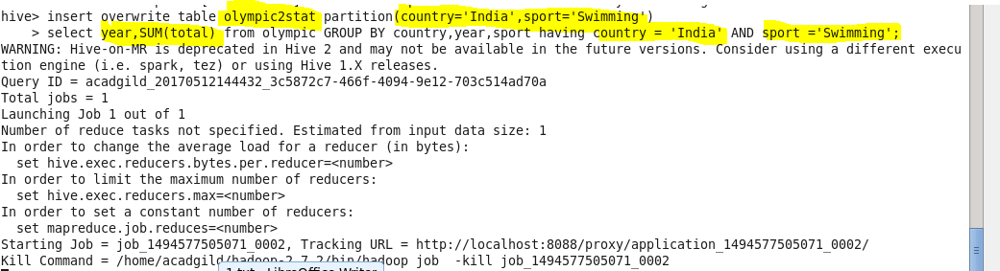 hive> insert overwrite table olympic2stat partition(country='India',sport='Swimming')
    > select year,SUM(total) from olympic GROUP BY country,year,sport having country = 'India' AND sport ='Swimming';
WARNING: Hive-on-MR is deprecated in Hive 2 and may not be available in the future versions. Consider using a different execu
tion engine (i.e. spark, tez) or using Hive 1.X releases.
Query ID = acadgild_20170512144432_3c5872c7-466f-4094-9e12-703c514ad70a
Total jobs = 1
Launching Job 1 out of 1
Number of reduce tasks not specified. Estimated from input data size: 1
In order to change the average load for a reducer (in bytes):
  set hive.exec.reducers.bytes.per.reducer=<number>
In order to limit the maximum number of reducers:
  set hive.exec.reducers.max=<number>
In order to set a constant number of reducers:
  set mapreduce.job.reduces=<number>
Starting Job = job_1494577505071_0002, Tracking URL = http://localhost:8088/proxy/application_1494577505071_0002/
Kill Command = /home/acadgild/hadoop-2.7.2/bin/hadoop job  -kill job_1494577505071_0002